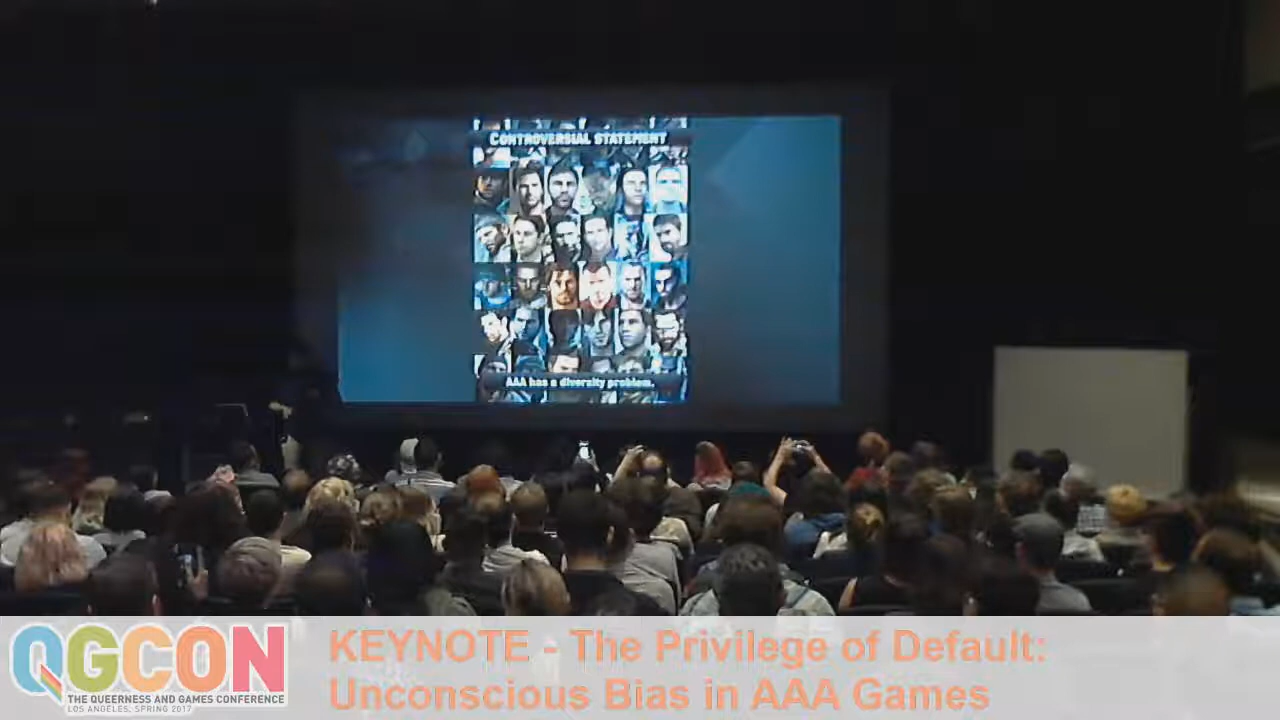 CONTROVERSIAL STATEMENT
AAA has a diversity problem.
QGCON
THE QUEERNESS AND GAMES CONFERENCE
LOS ANGELES, SPRING 2017
KEYNOTE - The Privilege of Default:
Unconscious Bias in AAA Games